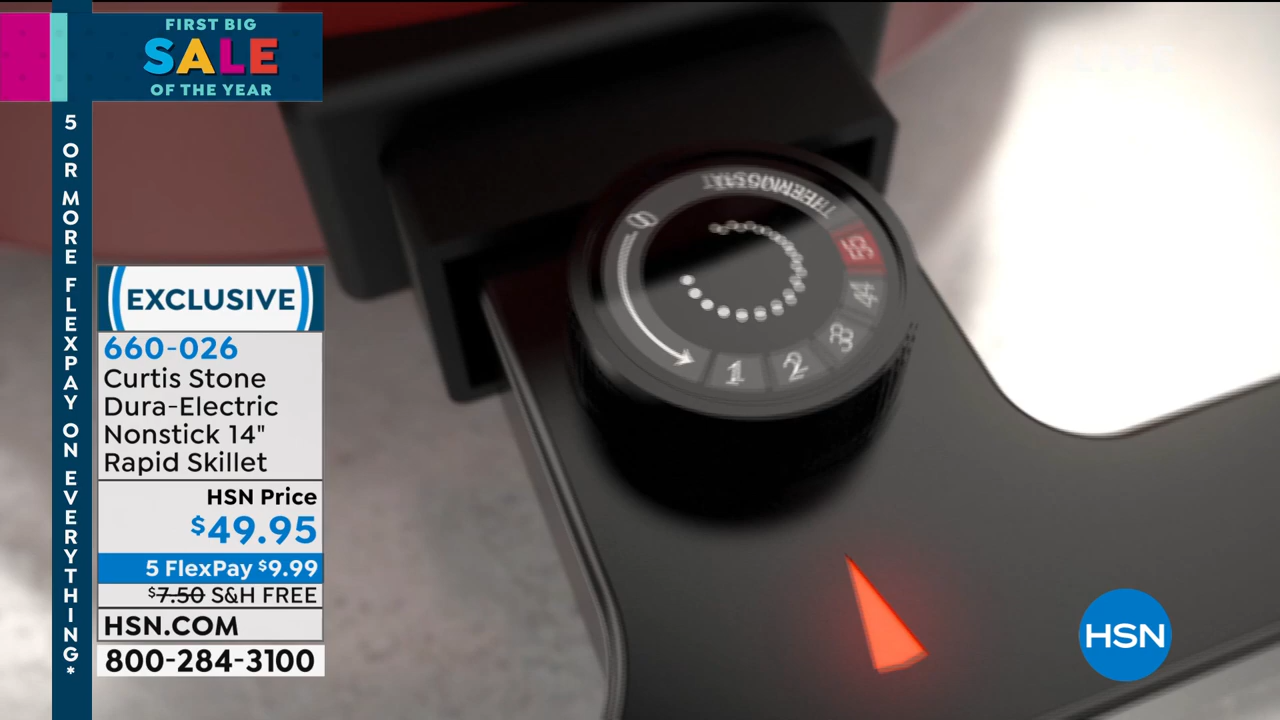 FIRST BIG
SALE
OF THE YEAR
5 OR MORE FLEXPAY ON EVERYTHING*
EXCLUSIVE
660-026
Curtis Stone
Dura-Electric
Nonstick 14"
Rapid Skillet
HSN Price
$49.95
5 FlexPay $9.99
$7.50 S&H FREE
HSN.COM
800-284-3100
THERMOSTAT
0
1
2
3
4
5
HSN